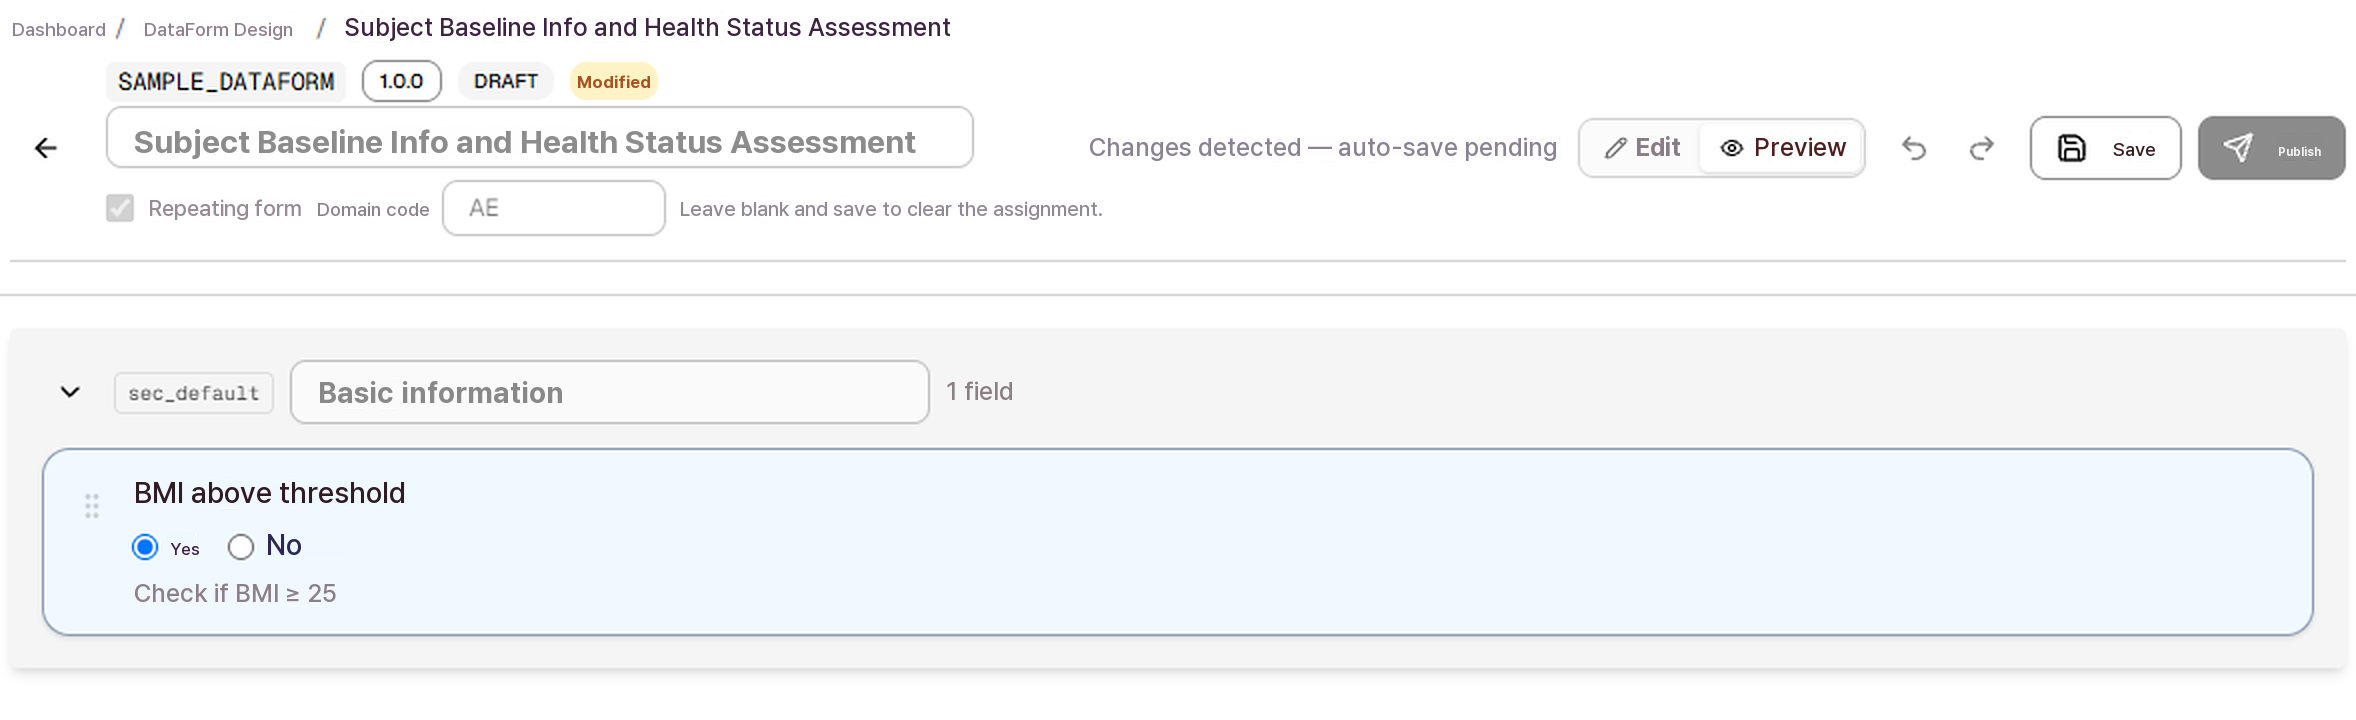 Dashboard / DataForm Design / Subject Baseline Info and Health Status Assessment
SAMPLE_DATAFORM 1.0.0 DRAFT Modified
Subject Baseline Info and Health Status Assessment
Changes detected — auto-save pending Edit Preview Save Publish
Repeating form Domain code AE Leave blank and save to clear the assignment.
sec_default Basic information 1 field
BMI above threshold
Yes No
Check if BMI ≥ 25